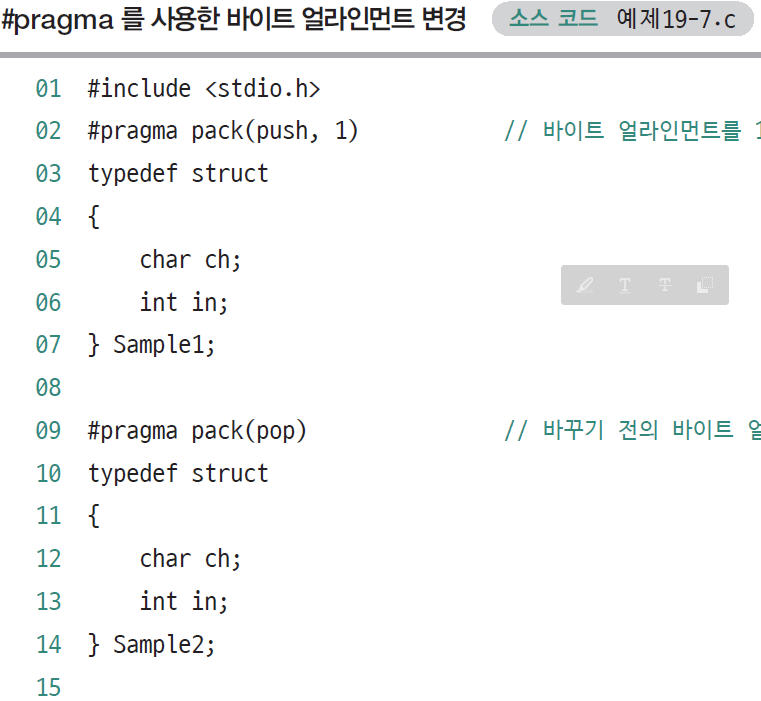 #pragma 를 사용한 바이트 얼라인먼트 변경 소스 코드 예제19-7.c
01 #include <stdio.h>
02 #pragma pack(push, 1) // 바이트 얼라인먼트를 1
03 typedef struct
04 {
05 char ch;
06 int in;
07 } Sample1;
08
09 #pragma pack(pop) // 바꾸기 전의 바이트 얼
10 typedef struct
11 {
12 char ch;
13 int in;
14 } Sample2;
15